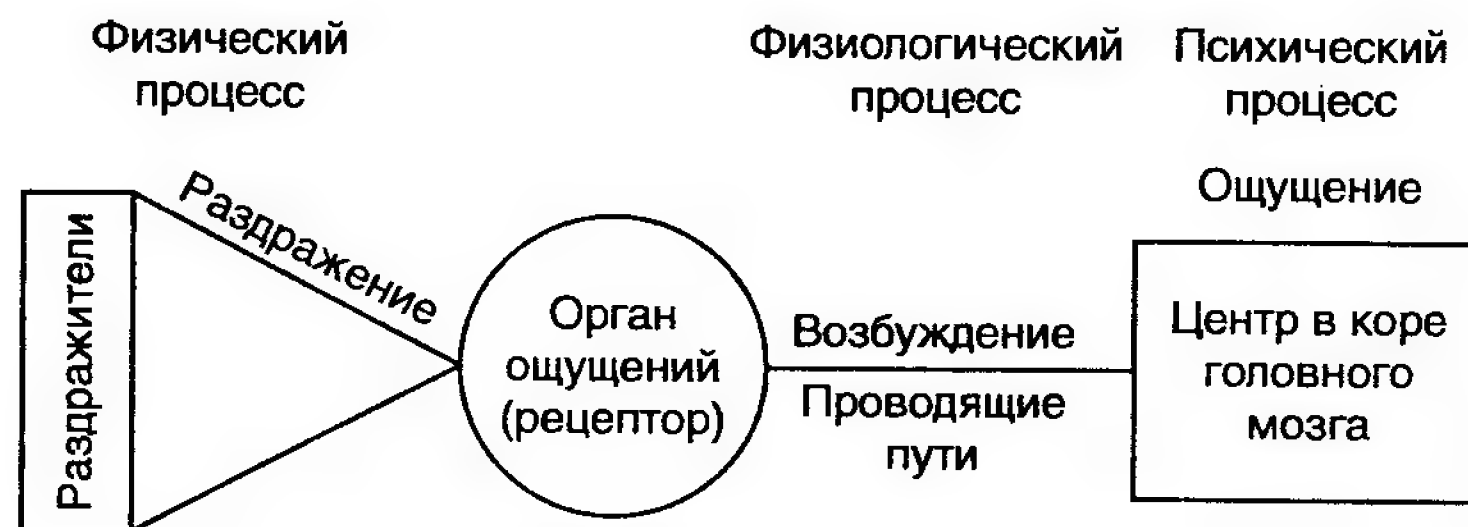 Физический
процесс
Физиологический
процесс
Психический
процесс
Ощущение
Раздражители
Раздражение
Орган
ощущений
(рецептор)
Возбуждение
Проводящие
пути
Центр в коре
головного
мозга